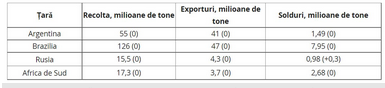 Țară Recolta, milioane de tone Exporturi, milioane de tone Solduri, milioane de tone
Argentina 55 (0) 41 (0) 1,49 (0)
Brazilia 126 (0) 47 (0) 7,95 (0)
Rusia 15,5 (0) 4,3 (0) 0,98 (+0,3)
Africa de Sud 17,3 (0) 3,7 (0) 2,68 (0)